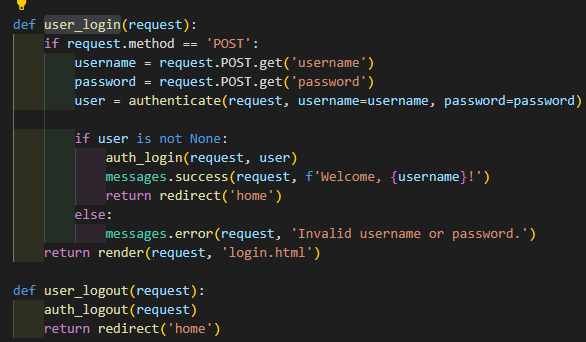 def user_login(request):
    if request.method == 'POST':
        username = request.POST.get('username')
        password = request.POST.get('password')
        user = authenticate(request, username=username, password=password)

        if user is not None:
            auth_login(request, user)
            messages.success(request, f'Welcome, {username}!')
            return redirect('home')
        else:
            messages.error(request, 'Invalid username or password.')
    return render(request, 'login.html')

def user_logout(request):
    auth_logout(request)
    return redirect('home')